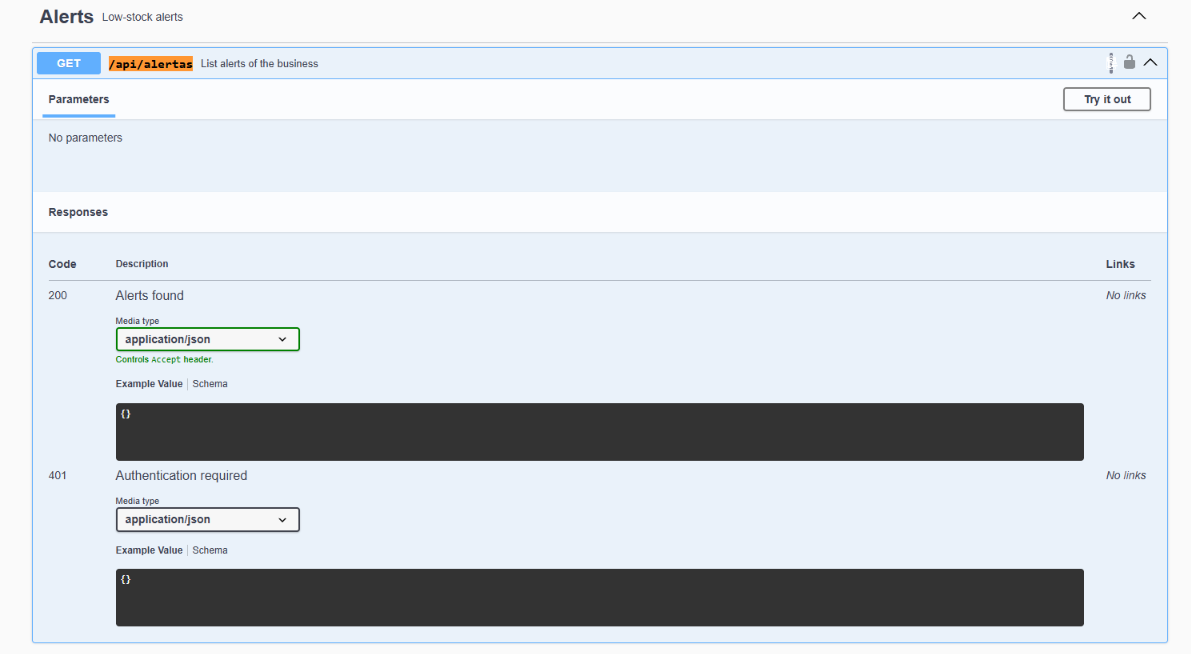 Alerts Low-stock alerts
GET /api/alertas List alerts of the business
Parameters Try it out
No parameters
Responses
Code Description Links
200 Alerts found No links
Media type
application/json
Controls Accept header.
Example Value Schema
{}
401 Authentication required No links
Media type
application/json
Example Value Schema
{}